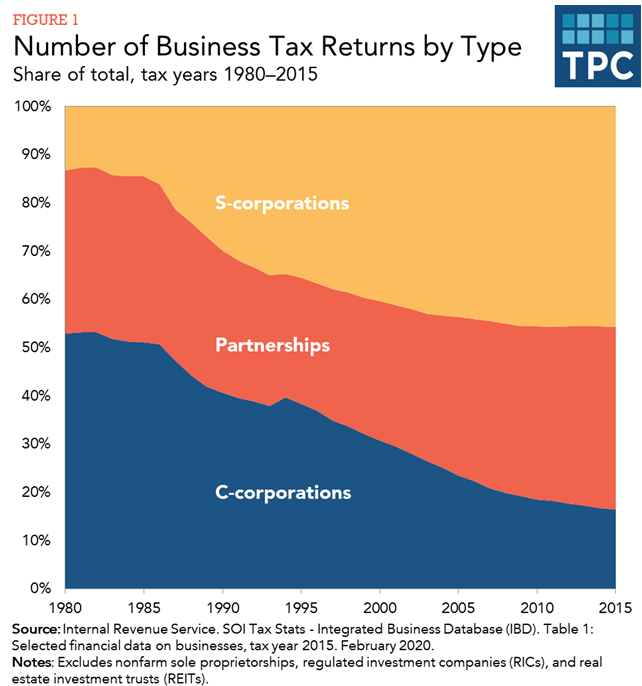 FIGURE 1
Number of Business Tax Returns by Type
Share of total, tax years 1980–2015
TPC
100%
90%
80%
70%
60%
50%
40%
30%
20%
10%
0%
S-corporations
Partnerships
C-corporations
1980 1985 1990 1995 2000 2005 2010 2015
Source: Internal Revenue Service. SOI Tax Stats - Integrated Business Database (IBD). Table 1:
Selected financial data on businesses, tax year 2015. February 2020.
Notes: Excludes nonfarm sole proprietorships, regulated investment companies (RICs), and real
estate investment trusts (REITs).